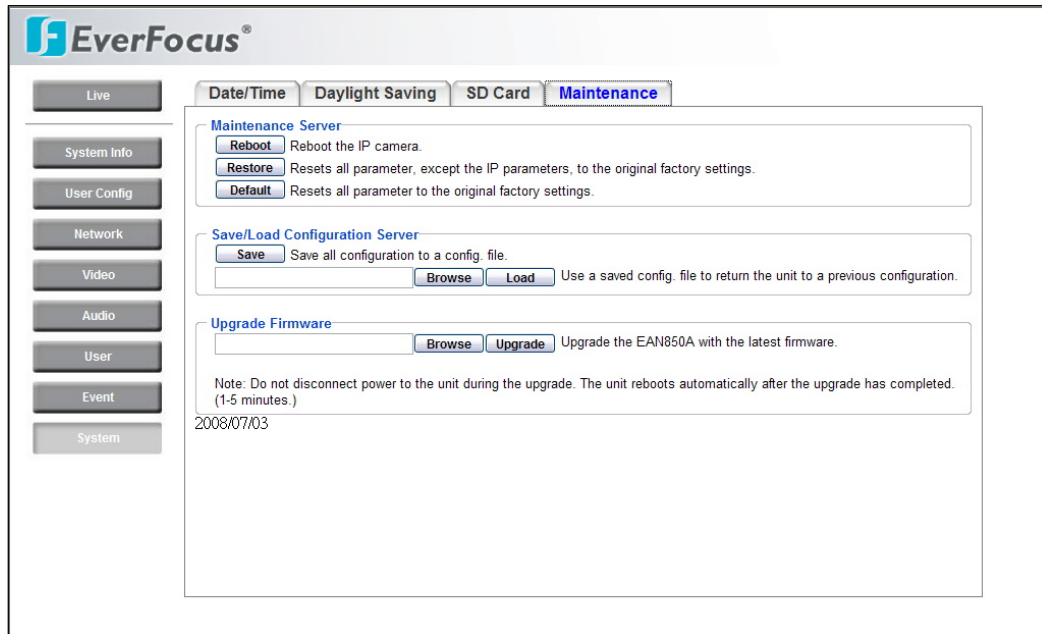 EverFocus®
Live
System Info
User Config
Network
Video
Audio
User
Event
System
Date/Time Daylight Saving SD Card Maintenance
Maintenance Server
Reboot Reboot the IP camera.
Restore Resets all parameter, except the IP parameters, to the original factory settings.
Default Resets all parameter to the original factory settings.
Save/Load Configuration Server
Save Save all configuration to a config. file.
Browse Load Use a saved config. file to return the unit to a previous configuration.
Upgrade Firmware
Browse Upgrade Upgrade the EAN850A with the latest firmware.
Note: Do not disconnect power to the unit during the upgrade. The unit reboots automatically after the upgrade has completed.
(1-5 minutes.)
2008/07/03